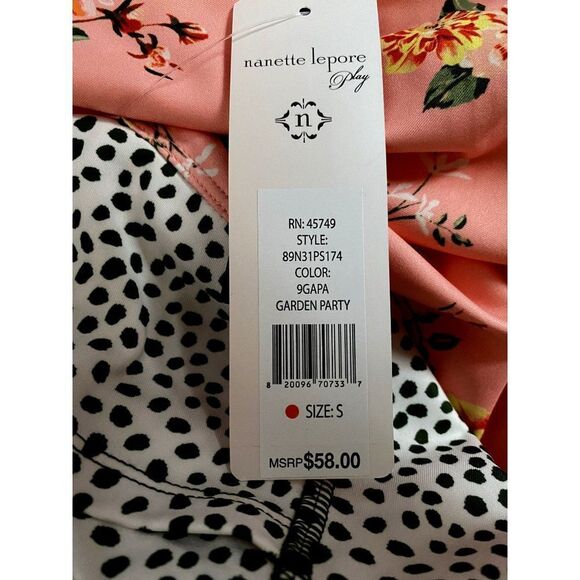 nanette lepore
Play
n
RN: 45749
STYLE:
89N31PS174
COLOR:
9GAPA
GARDEN PARTY
8 20096 70733 7
SIZE: S
MSRP$58.00